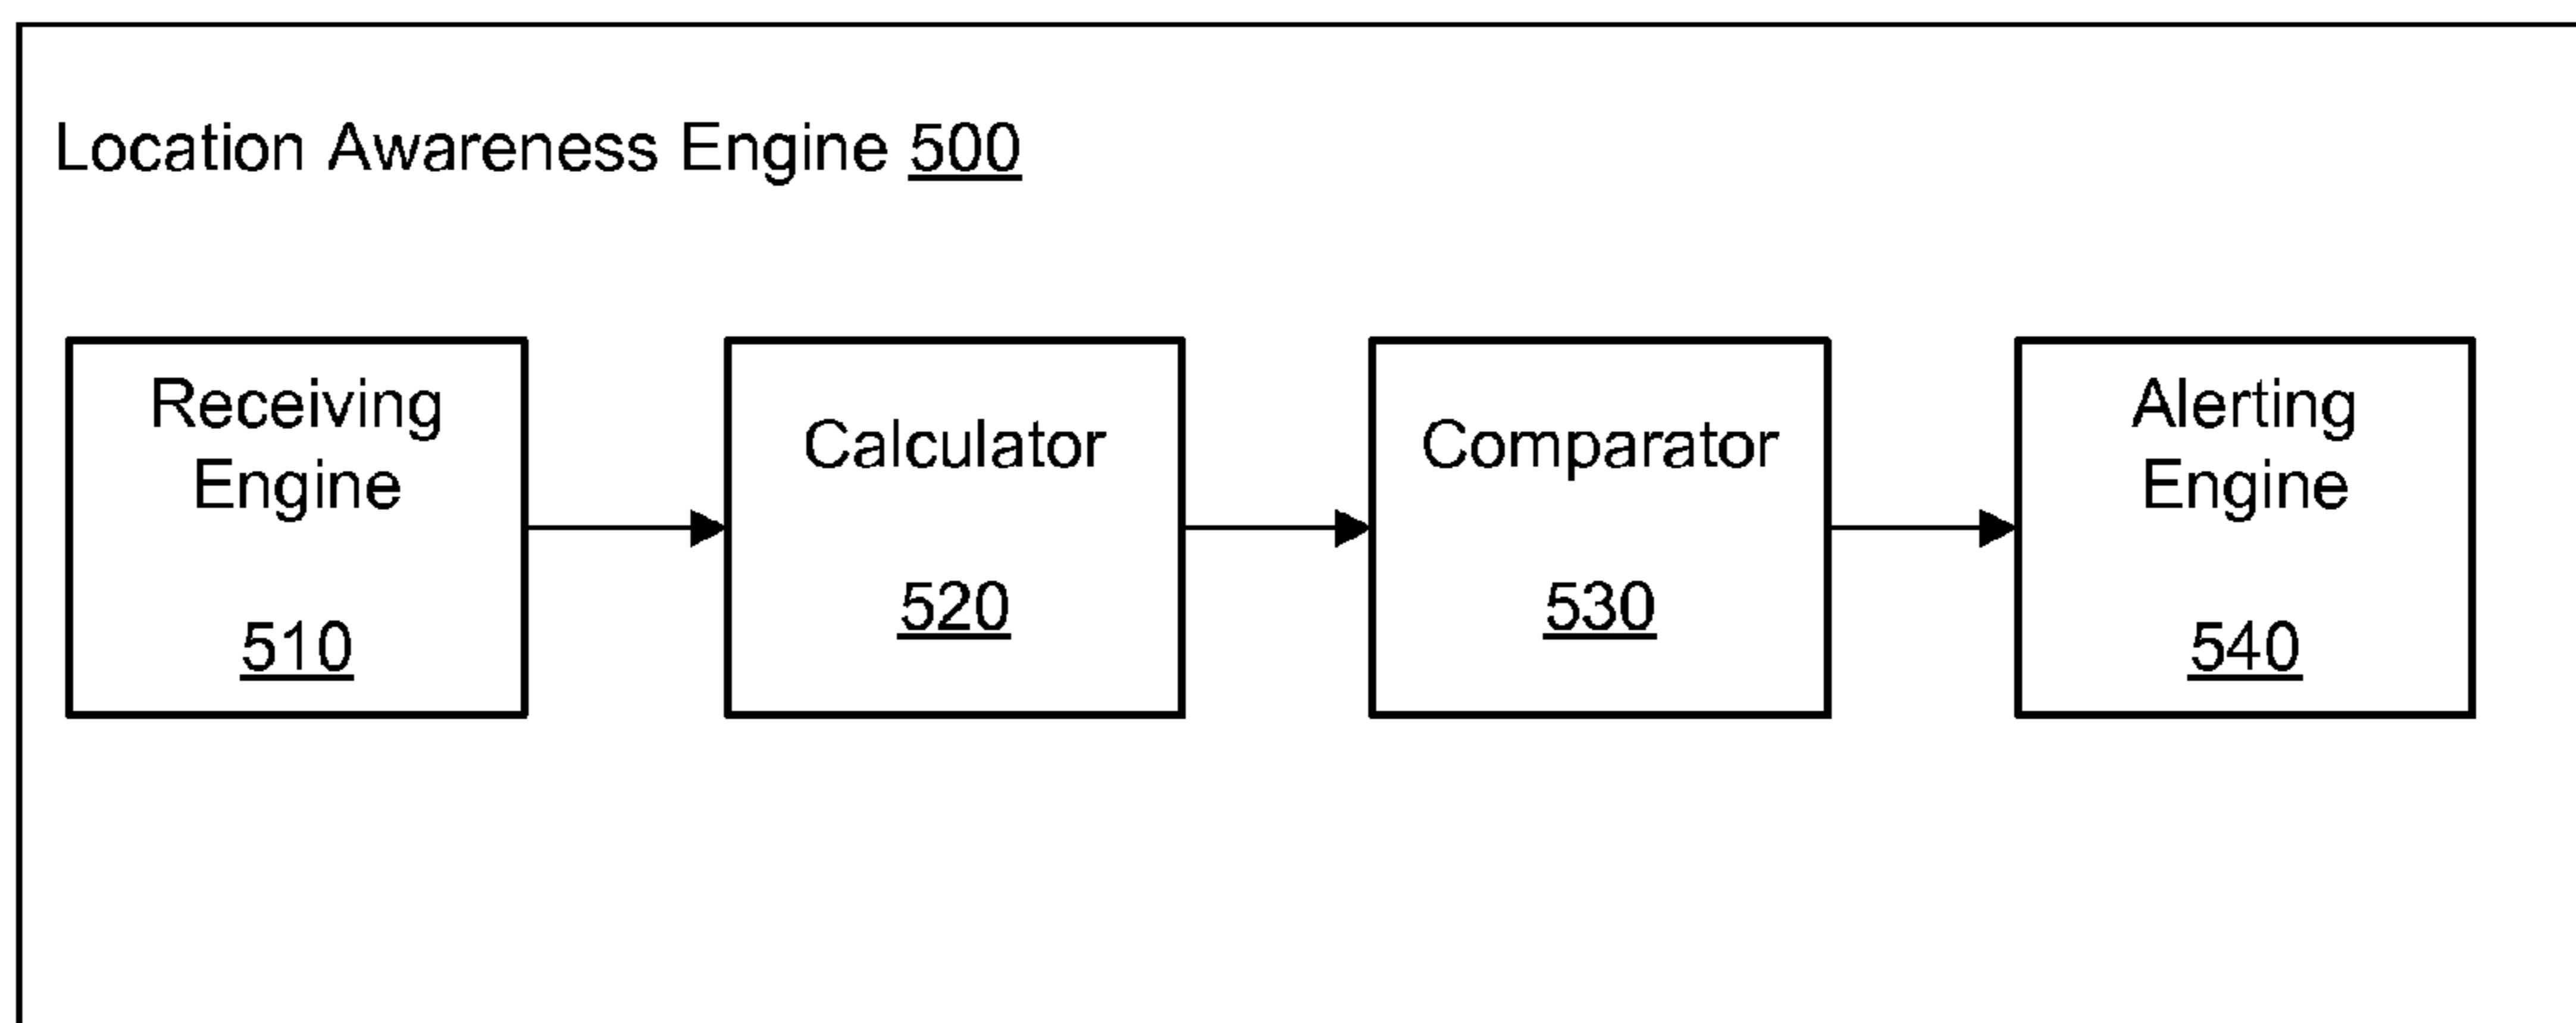 Location Awareness Engine 500
Receiving
Engine
510
Calculator
520
Comparator
530
Alerting
Engine
540